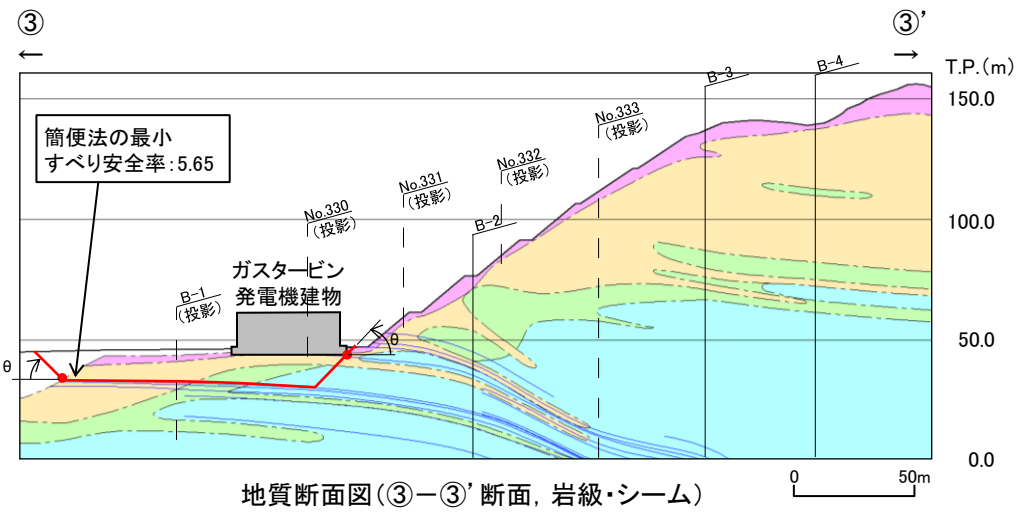 ③
←
③’
→
T.P.(m)
150.0
100.0
50.0
0.0
簡便法の最小
すべり安全率：5.65
B-3
B-4
No.333
(投影)
No.332
(投影)
No.331
(投影)
No.330
(投影)
B-2
B-1
(投影)
ガスタービン
発電機建物
θ
θ
地質断面図(③－③’断面，岩級・シーム)
0
50m